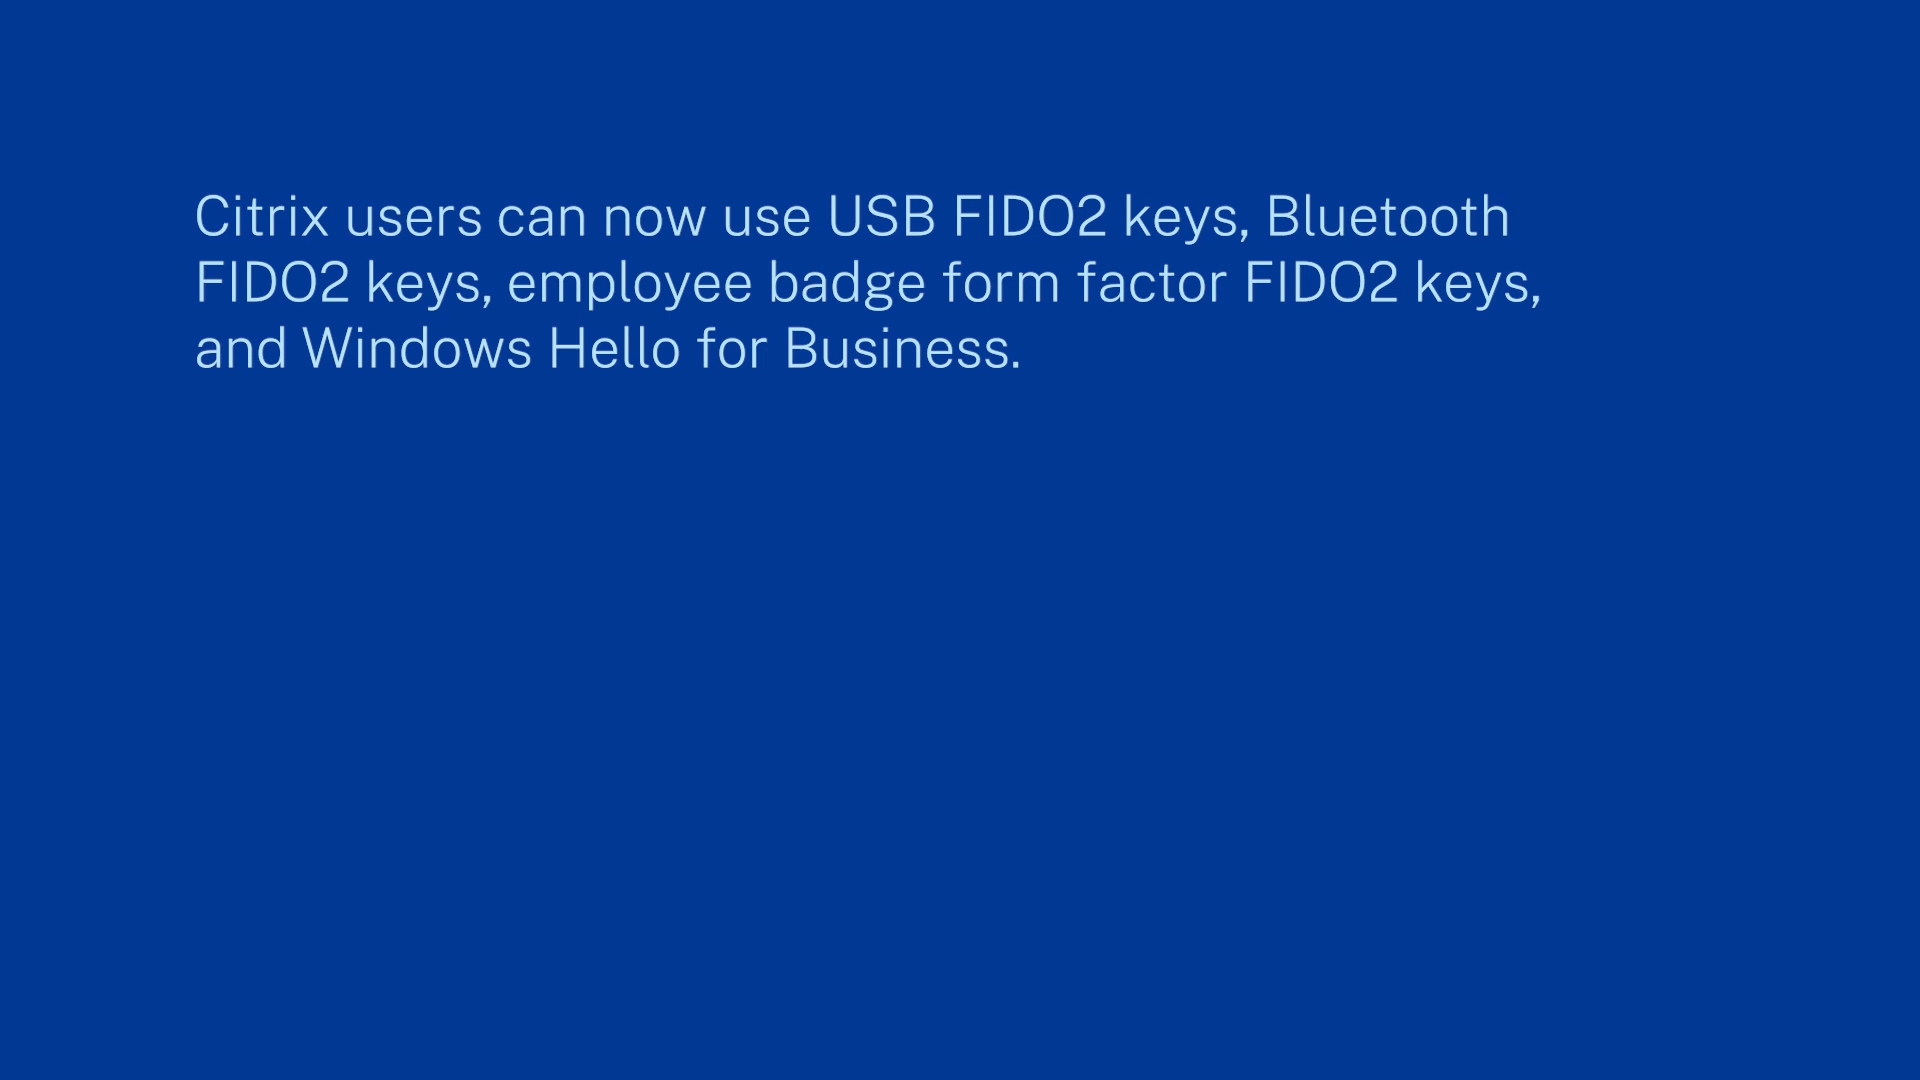 Citrix users can now use USB FIDO2 keys, Bluetooth
FIDO2 keys, employee badge form factor FIDO2 keys,
and Windows Hello for Business.